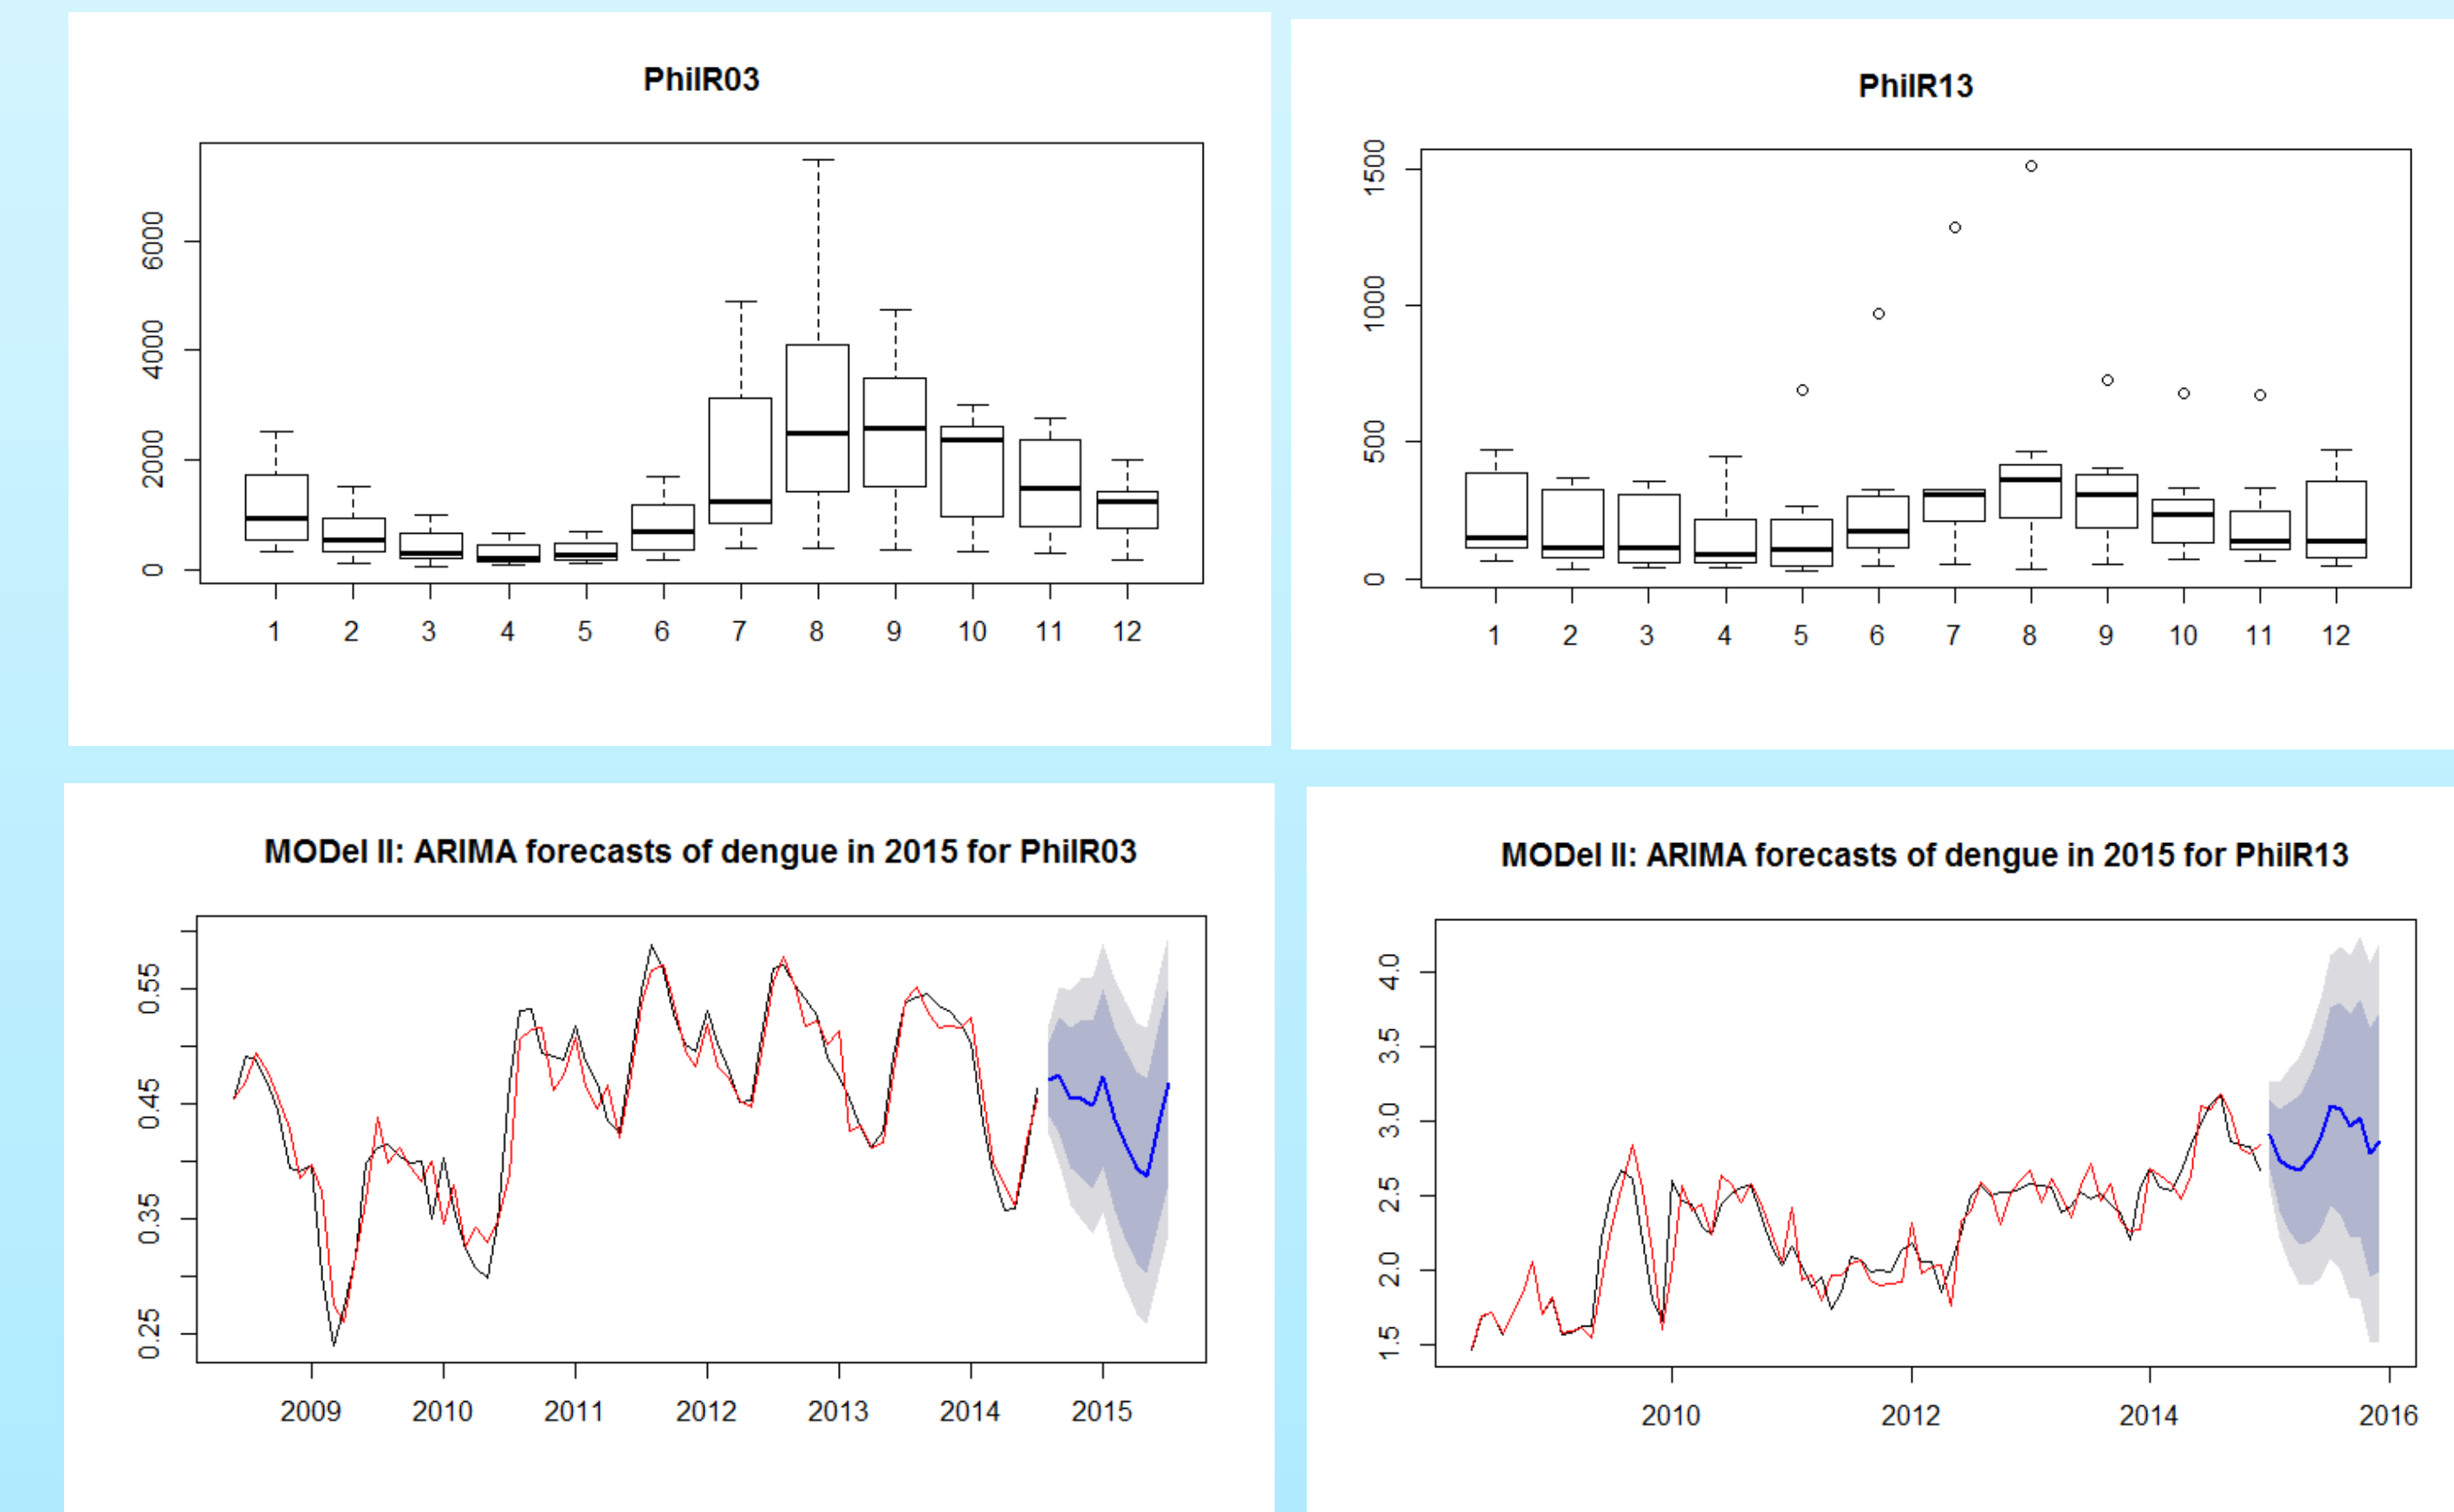 PhilR03
6000
4000
2000
0
1 2 3 4 5 6 7 8 9 10 11 12
PhilR13
1500
1000
500
0
1 2 3 4 5 6 7 8 9 10 11 12
MODel II: ARIMA forecasts of dengue in 2015 for PhilR03
0.55
0.45
0.35
0.25
2009 2010 2011 2012 2013 2014 2015
MODel II: ARIMA forecasts of dengue in 2015 for PhilR13
4.0
3.5
3.0
2.5
2.0
1.5
2010 2012 2014 2016